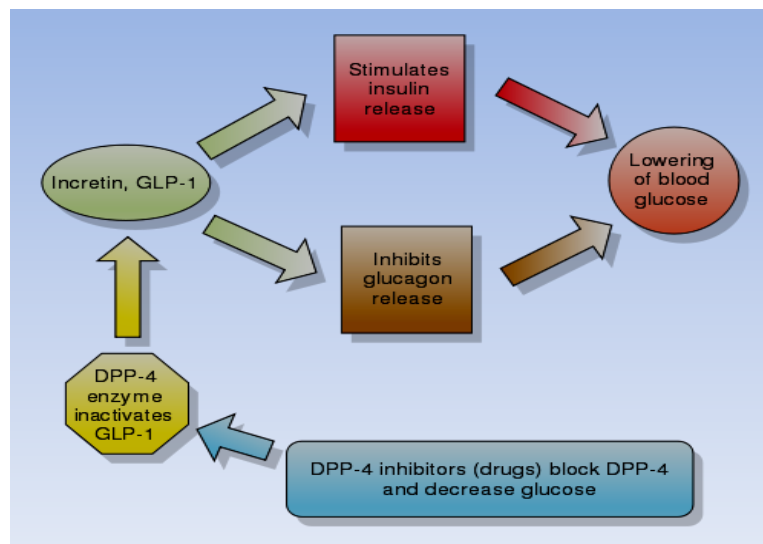 Stimulates
insulin
release
Incretin, GLP-1
Lowering
of blood
glucose
Inhibits
glucagon
release
DPP-4
enzyme
inactivates
GLP-1
DPP-4 inhibitors (drugs) block DPP-4
and decrease glucose